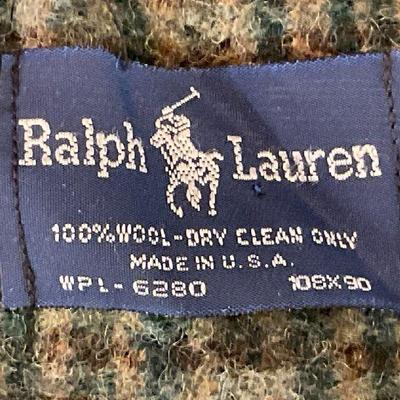 Ralph Lauren
100% WOOL-DRY CLEAN ONLY
MADE IN U.S.A.
WPL-6280 108X90